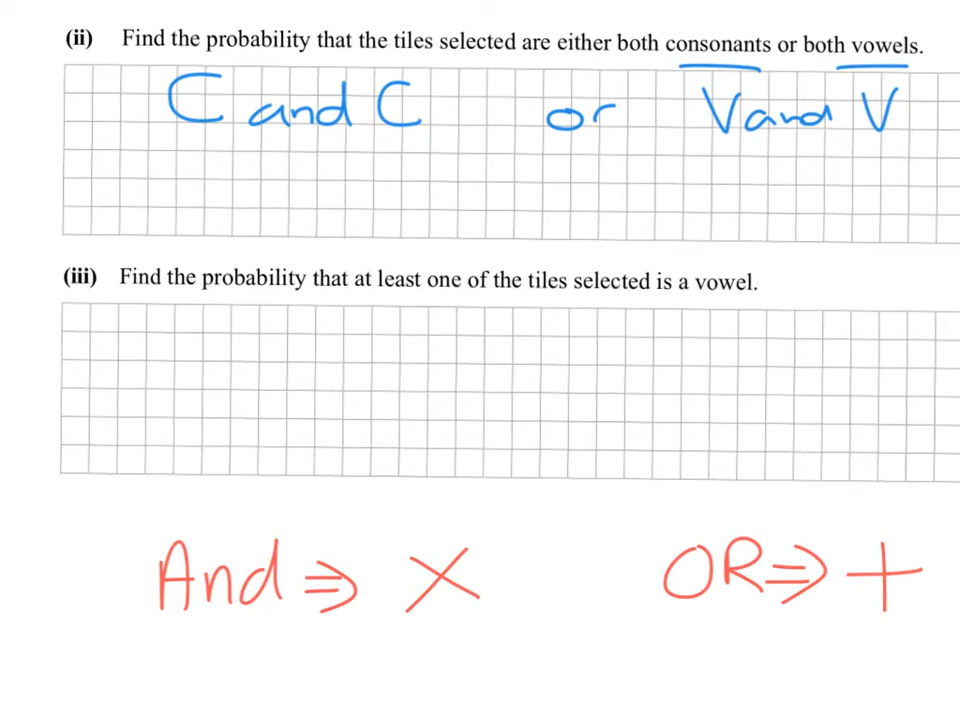 (ii) Find the probability that the tiles selected are either both consonants or both vowels.
C and C or V and V
(iii) Find the probability that at least one of the tiles selected is a vowel.
And ⇒ × OR ⇒ +